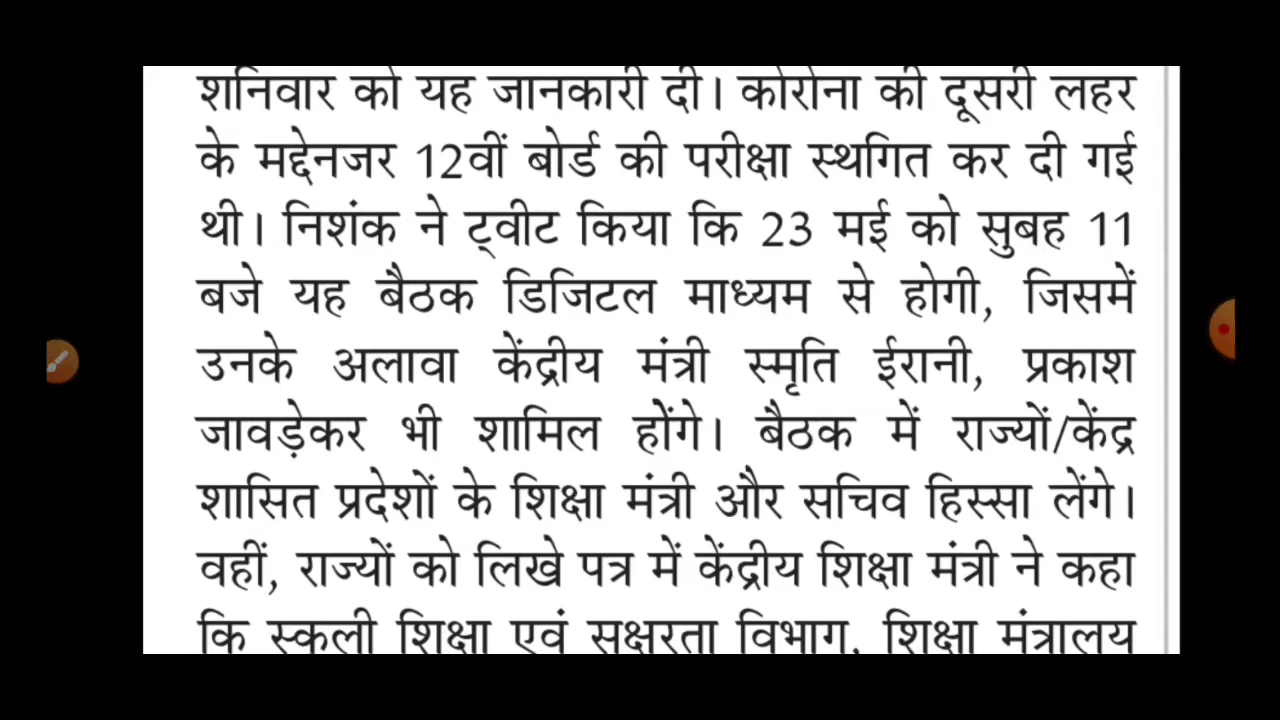 शनिवार को यह जानकारी दी। कोरोना की दूसरी लहर
के मद्देनजर 12वीं बोर्ड की परीक्षा स्थगित कर दी गई
थी। निशंक ने ट्वीट किया कि 23 मई को सुबह 11
बजे यह बैठक डिजिटल माध्यम से होगी, जिसमें
उनके अलावा केंद्रीय मंत्री स्मृति ईरानी, प्रकाश
जावड़ेकर भी शामिल होंगे। बैठक में राज्यों/केंद्र
शासित प्रदेशों के शिक्षा मंत्री और सचिव हिस्सा लेंगे।
वहीं, राज्यों को लिखे पत्र में केंद्रीय शिक्षा मंत्री ने कहा
कि स्कूली शिक्षा एवं साक्षरता विभाग, शिक्षा मंत्रालय